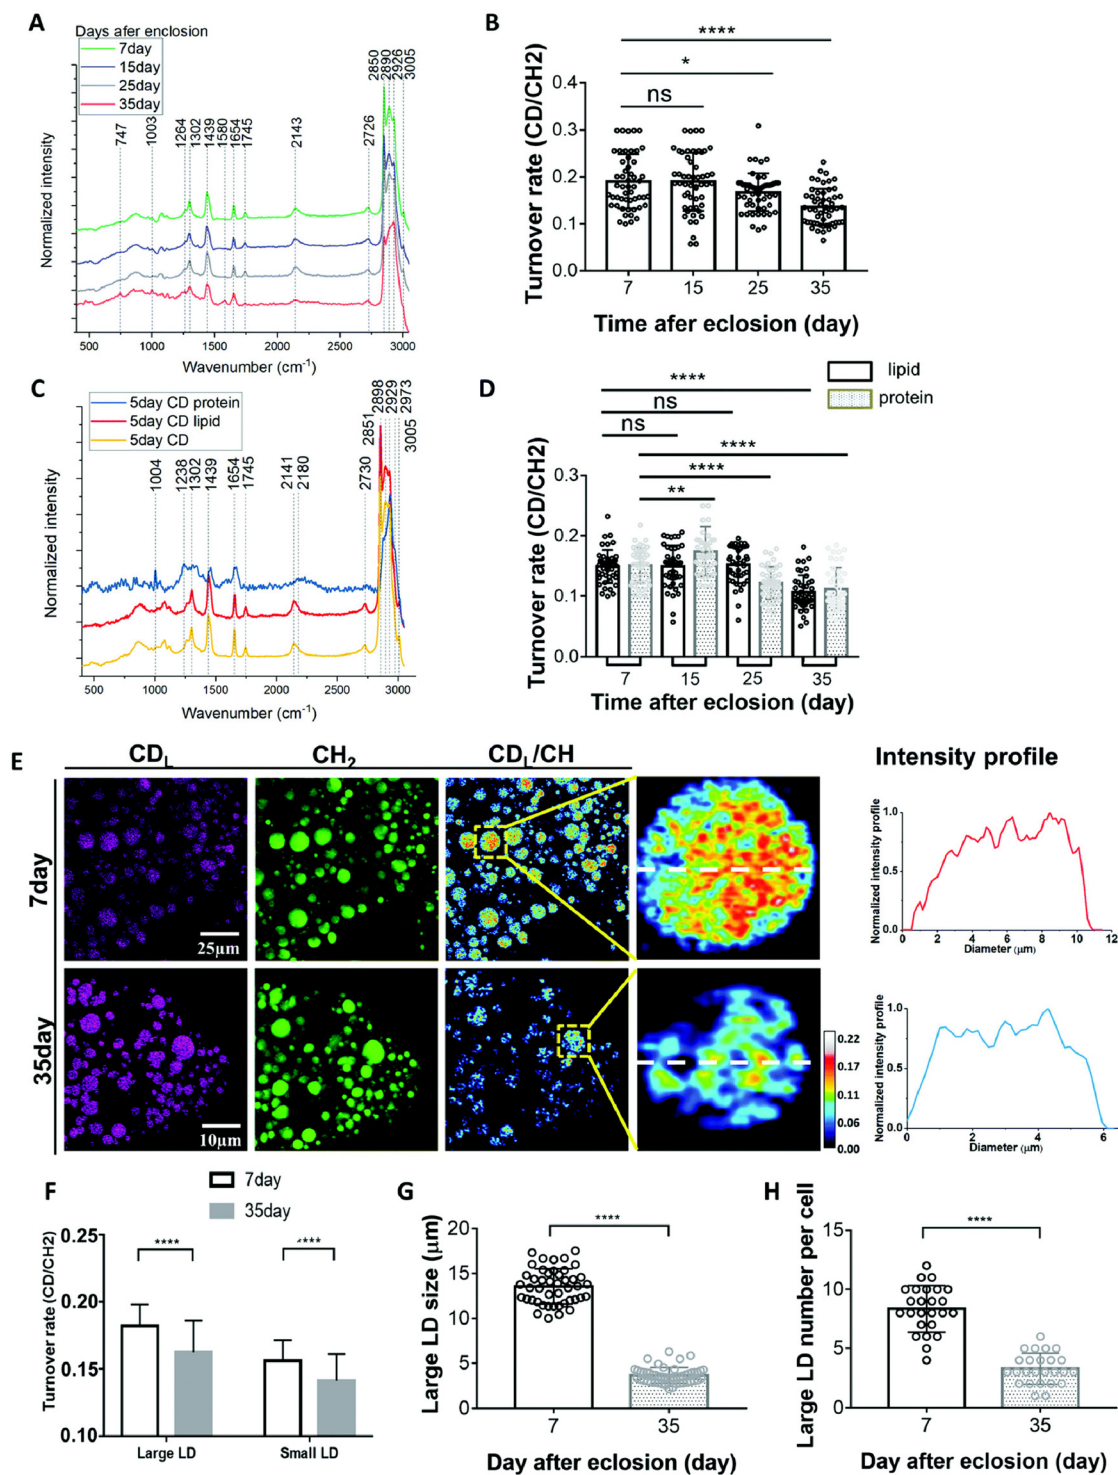 A
Days afer enclosion
7day
15day
25day
35day
747
1003
1264
1302
1439
1580
1654
1745
2143
2726
2850
2890
2926
3005
Normalized intensity
500 1000 1500 2000 2500 3000
Wavenumber (cm-1)
B
****
*
ns
0.4
0.3
0.2
0.1
0.0
Turnover rate (CD/CH2)
7 15 25 35
Time afer eclosion (day)
C
5day CD protein
5day CD lipid
5day CD
1004
1238
1302
1439
1654
1745
2141
2180
2730
2851
2898
2929
2973
3005
Normalized intensity
500 1000 1500 2000 2500 3000
Wavenumber (cm-1)
D
lipid
protein
****
ns
ns
****
****
**
0.3
0.2
0.1
0.0
Turnover rate (CD/CH2)
7 15 25 35
Time after eclosion (day)
E
CDL CH2 CDL/CH Intensity profile
7day
25μm
35day
10μm
0.22
0.17
0.11
0.06
0.00
Normalized intensity profile
1.0
0.5
0.0
0 2 4 6 8 10 12
Diameter (μm)
Normalized intensity profile
1.0
0.5
0
0 2 4 6
Diameter (μm)
F
7day
35day
0.25
0.20
0.15
0.10
Turnover rate (CD/CH2)
****
****
Large LD Small LD
G
****
20
15
10
5
0
Large LD size (μm)
7 35
Day after eclosion (day)
H
****
15
10
5
0
Large LD number per cell
7 35
Day after eclosion (day)